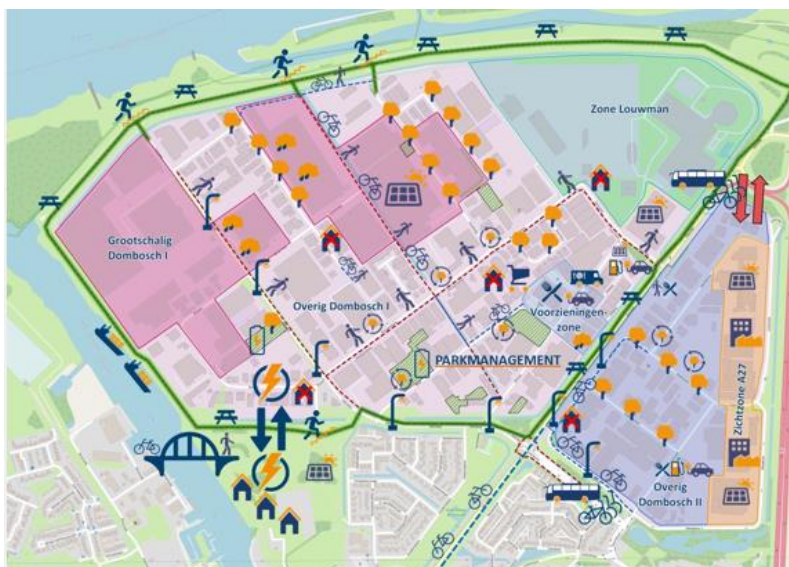 Zone Louwman
Grootschalig
Dombosch I
Overig Dombosch I
Voorzieningen-
zone
PARKMANAGEMENT
Zichtzone A27
Overig
Dombosch II